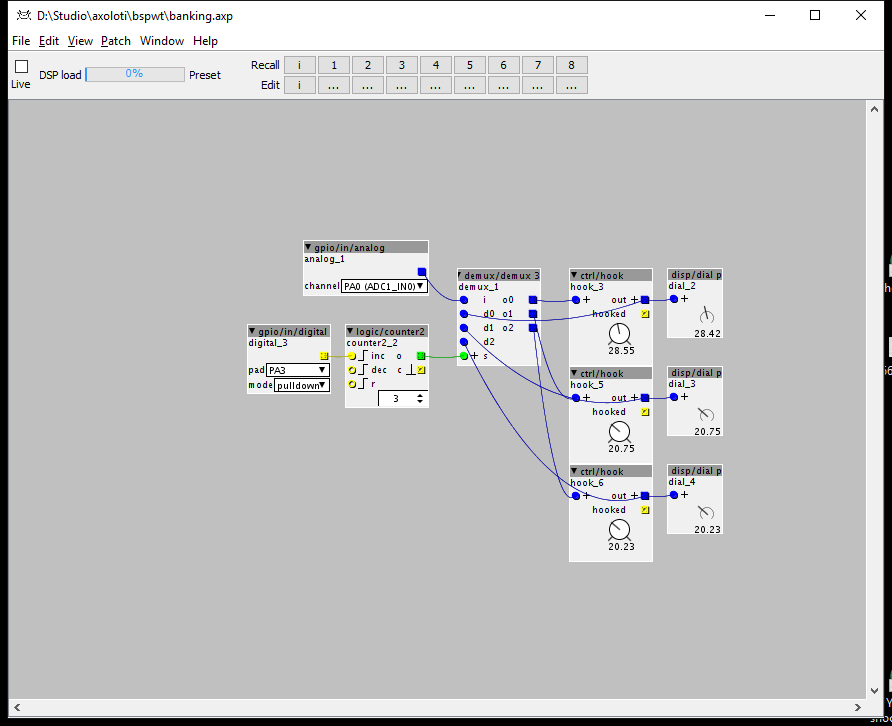 D:\Studio\axoloti\bspwt\banking.axp
File Edit View Patch Window Help
Live
DSP load 0% Preset
Recall i 1 2 3 4 5 6 7 8
Edit i ... ... ... ... ... ... ... ...
gpio/in/analog
analog_1
channel PA0 (ADC1_IN0)
gpio/in/digital
digital_3
pad PA3
mode pulldown
logic/counter2
counter2_2
inc o
dec c
r
3
demux/demux 3
demux_1
i o0
d0 o1
d1 o2
d2
s
ctrl/hook
hook_3
out
hooked
28.55
disp/dial p
dial_2
28.42
ctrl/hook
hook_5
out
hooked
20.75
disp/dial p
dial_3
20.75
ctrl/hook
hook_6
out
hooked
20.23
disp/dial p
dial_4
20.23